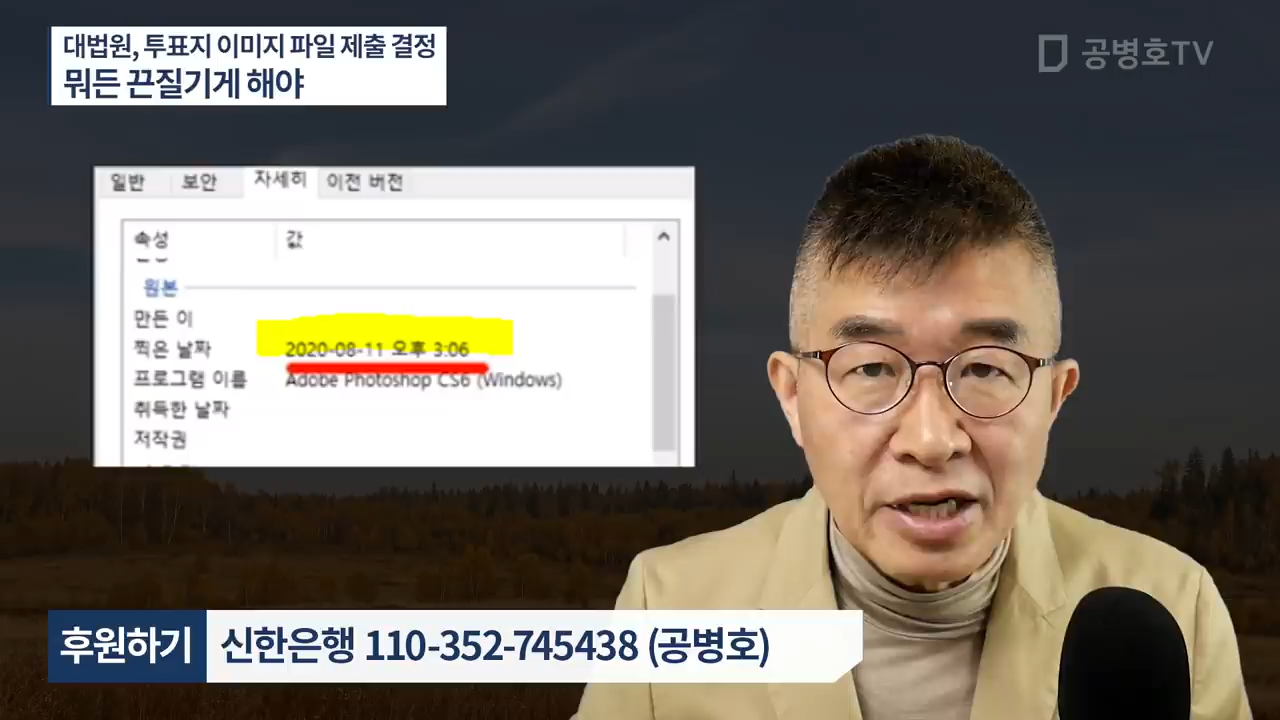 대법원, 투표지 이미지 파일 제출 결정
뭐든 끈질기게 해야
공병호TV
일반 보안 자세히 이전 버전
속성 값
원본
만든 이
찍은 날짜 2020-08-11 오후 3:06
프로그램 이름 Adobe Photoshop CS6 (Windows)
취득한 날짜
저작권
후원하기 신한은행 110-352-745438 (공병호)